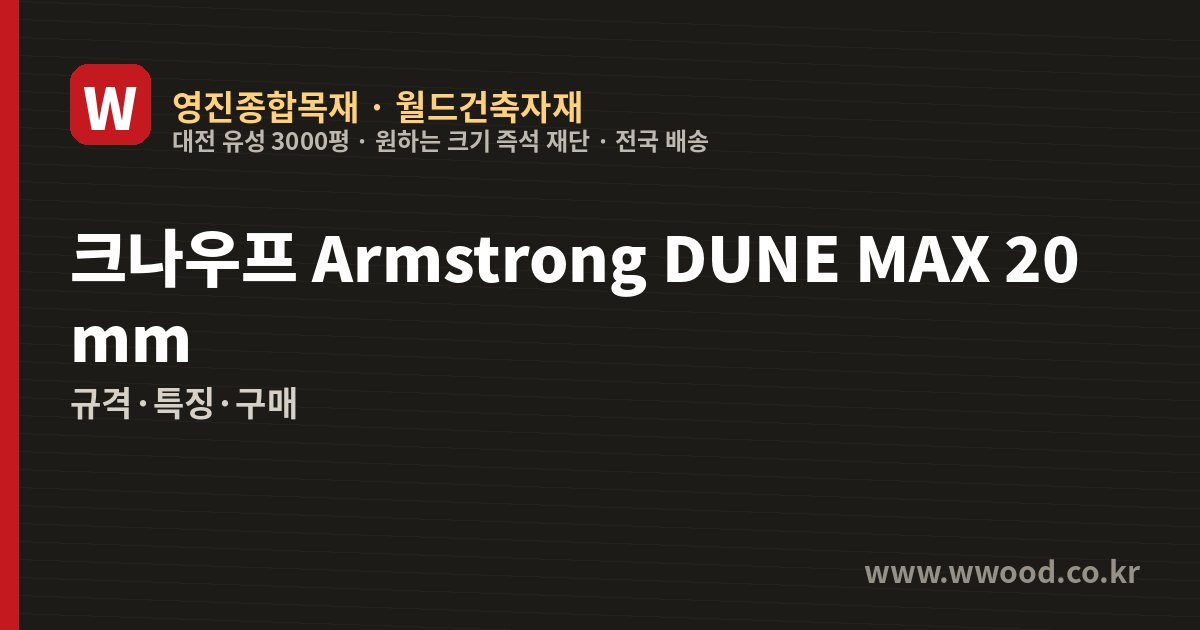 W
영진종합목재 · 월드건축자재
대전 유성 3000평 · 원하는 크기 즉석 재단 · 전국 배송
크나우프 Armstrong DUNE MAX 20
mm
규격·특징·구매
www.wwood.co.kr